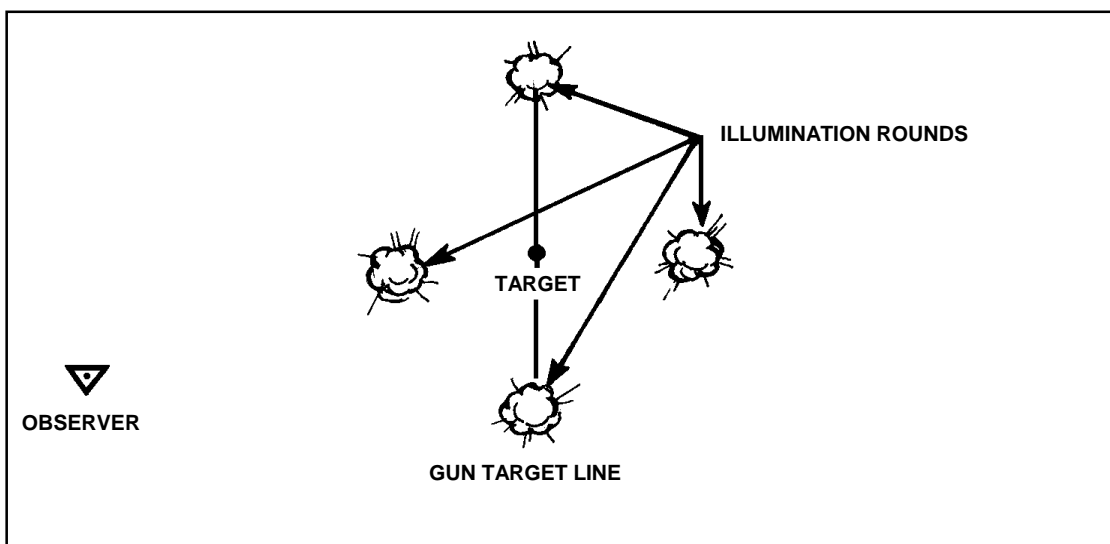 ILLUMINATION ROUNDS
TARGET
OBSERVER
GUN TARGET LINE